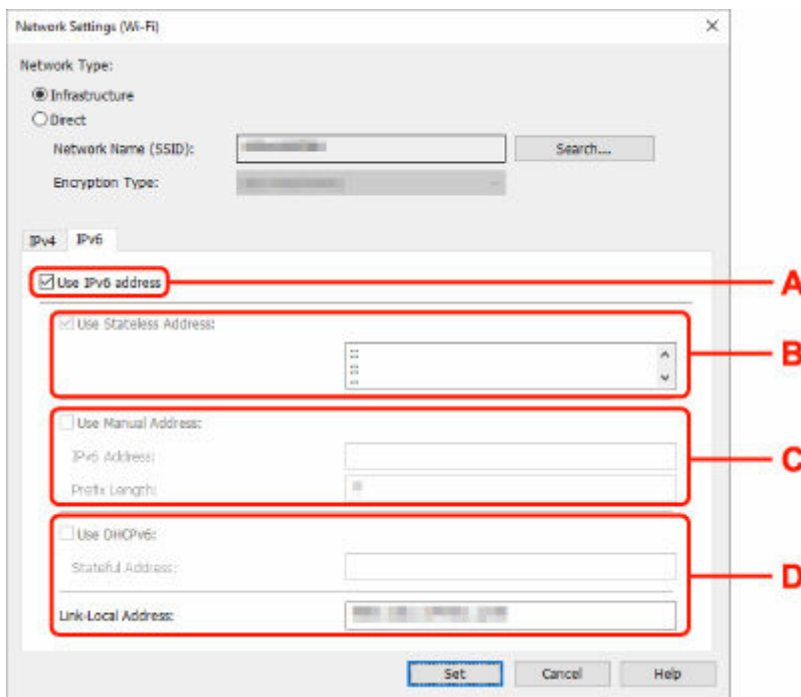 Network Settings (Wi-Fi)
Network Type:
Infrastructure
Direct
Network Name (SSID):
Search...
Encryption Type:
IPv4 IPv6
Use IPv6 address
A
Use Stateless Address:
::
::
::
B
Use Manual Address:
IPv6 Address:
C
Prefix Length:
Use DHCPv6:
Stateful Address:
D
Link-Local Address:
Set Cancel Help